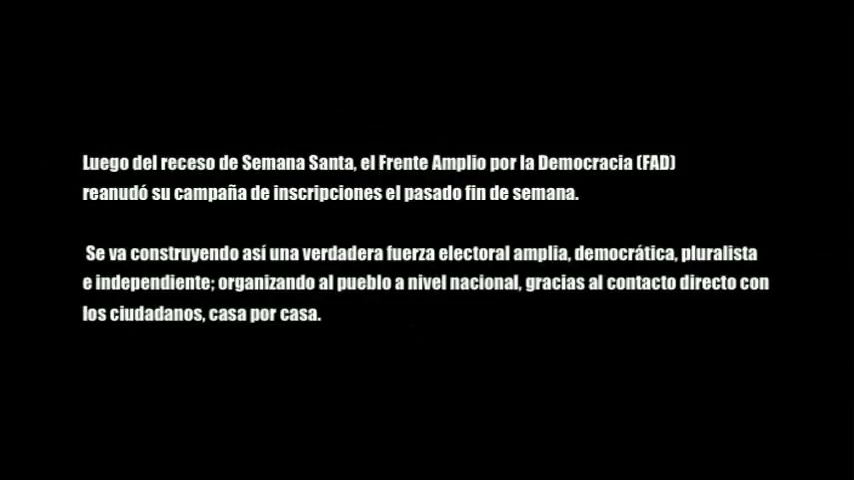 Luego del receso de Semana Santa, el Frente Amplio por la Democracia (FAD)
reanudó su campaña de inscripciones el pasado fin de semana.
Se va construyendo así una verdadera fuerza electoral amplia, democrática, pluralista
e independiente; organizando al pueblo a nivel nacional, gracias al contacto directo con
los ciudadanos, casa por casa.